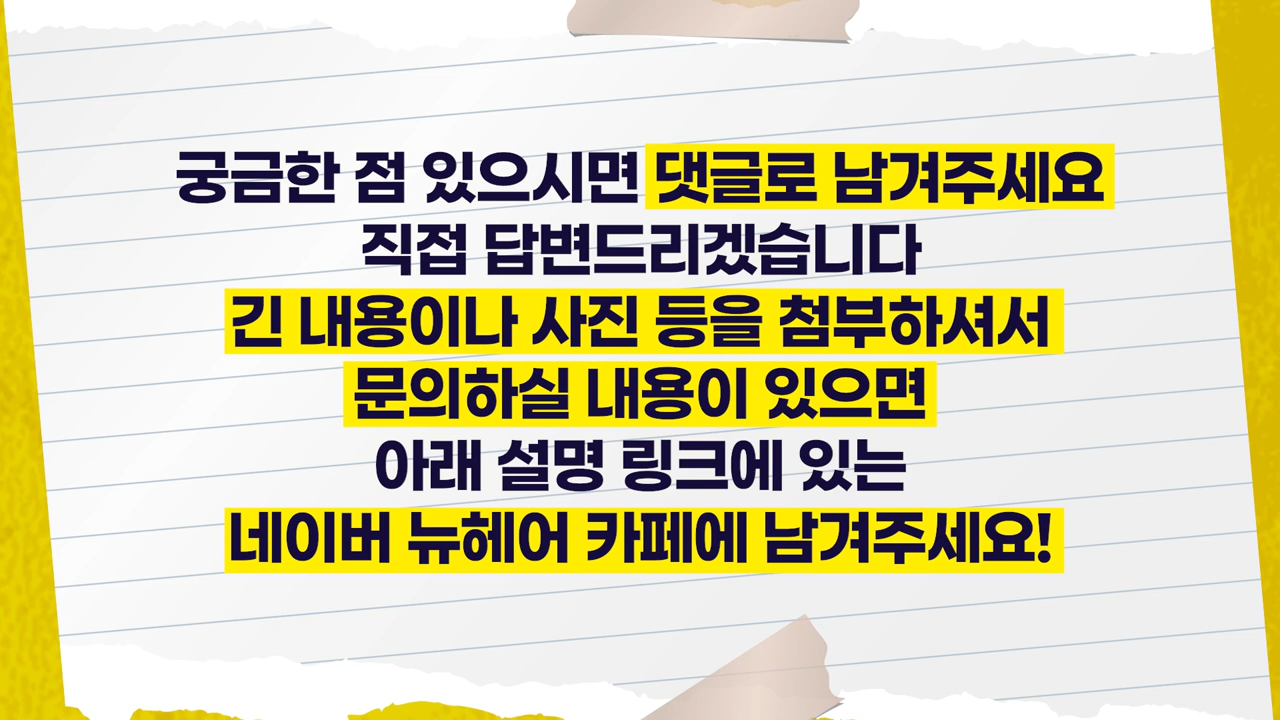 궁금한 점 있으시면 댓글로 남겨주세요
직접 답변드리겠습니다
긴 내용이나 사진 등을 첨부하셔서
문의하실 내용이 있으면
아래 설명 링크에 있는
네이버 뉴헤어 카페에 남겨주세요!